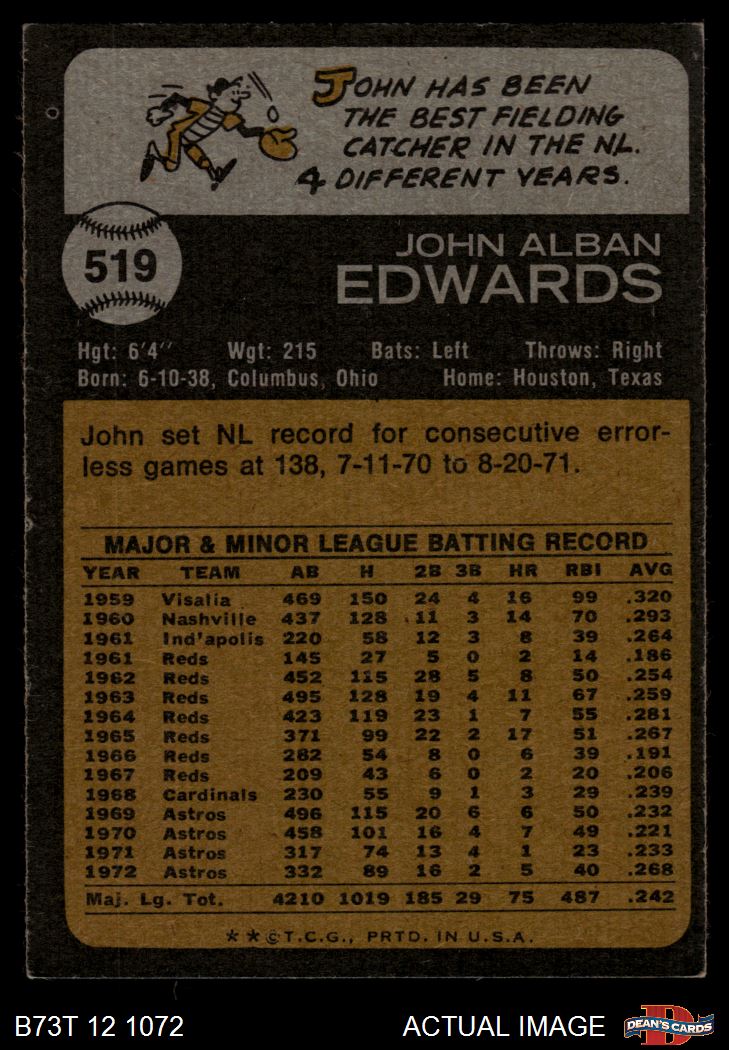 JOHN HAS BEEN
THE BEST FIELDING
CATCHER IN THE NL.
4 DIFFERENT YEARS.
519
JOHN ALBAN
EDWARDS
Hgt: 6'4" Wgt: 215 Bats: Left Throws: Right
Born: 6-10-38, Columbus, Ohio Home: Houston, Texas
John set NL record for consecutive error-
less games at 138, 7-11-70 to 8-20-71.
MAJOR & MINOR LEAGUE BATTING RECORD
YEAR TEAM AB H 2B 3B HR RBI AVG
1959 Visalia 469 150 24 4 16 99 .320
1960 Nashville 437 128 11 3 14 70 .293
1961 Ind'apolis 220 58 12 3 8 39 .264
1961 Reds 145 27 5 0 2 14 .186
1962 Reds 452 115 28 5 8 50 .254
1963 Reds 495 128 19 4 11 67 .259
1964 Reds 423 119 23 1 7 55 .281
1965 Reds 371 99 22 2 17 51 .267
1966 Reds 282 54 8 0 6 39 .191
1967 Reds 209 43 6 0 2 20 .206
1968 Cardinals 230 55 9 1 3 29 .239
1969 Astros 496 115 20 6 6 50 .232
1970 Astros 458 101 16 4 7 49 .221
1971 Astros 317 74 13 4 1 23 .233
1972 Astros 332 89 16 2 5 40 .268
Maj. Lg. Tot. 4210 1019 185 29 75 487 .242
**©T.C.G., PRTD. IN U.S.A.
B73T 12 1072 ACTUAL IMAGE
D
DEAN'S CARDS